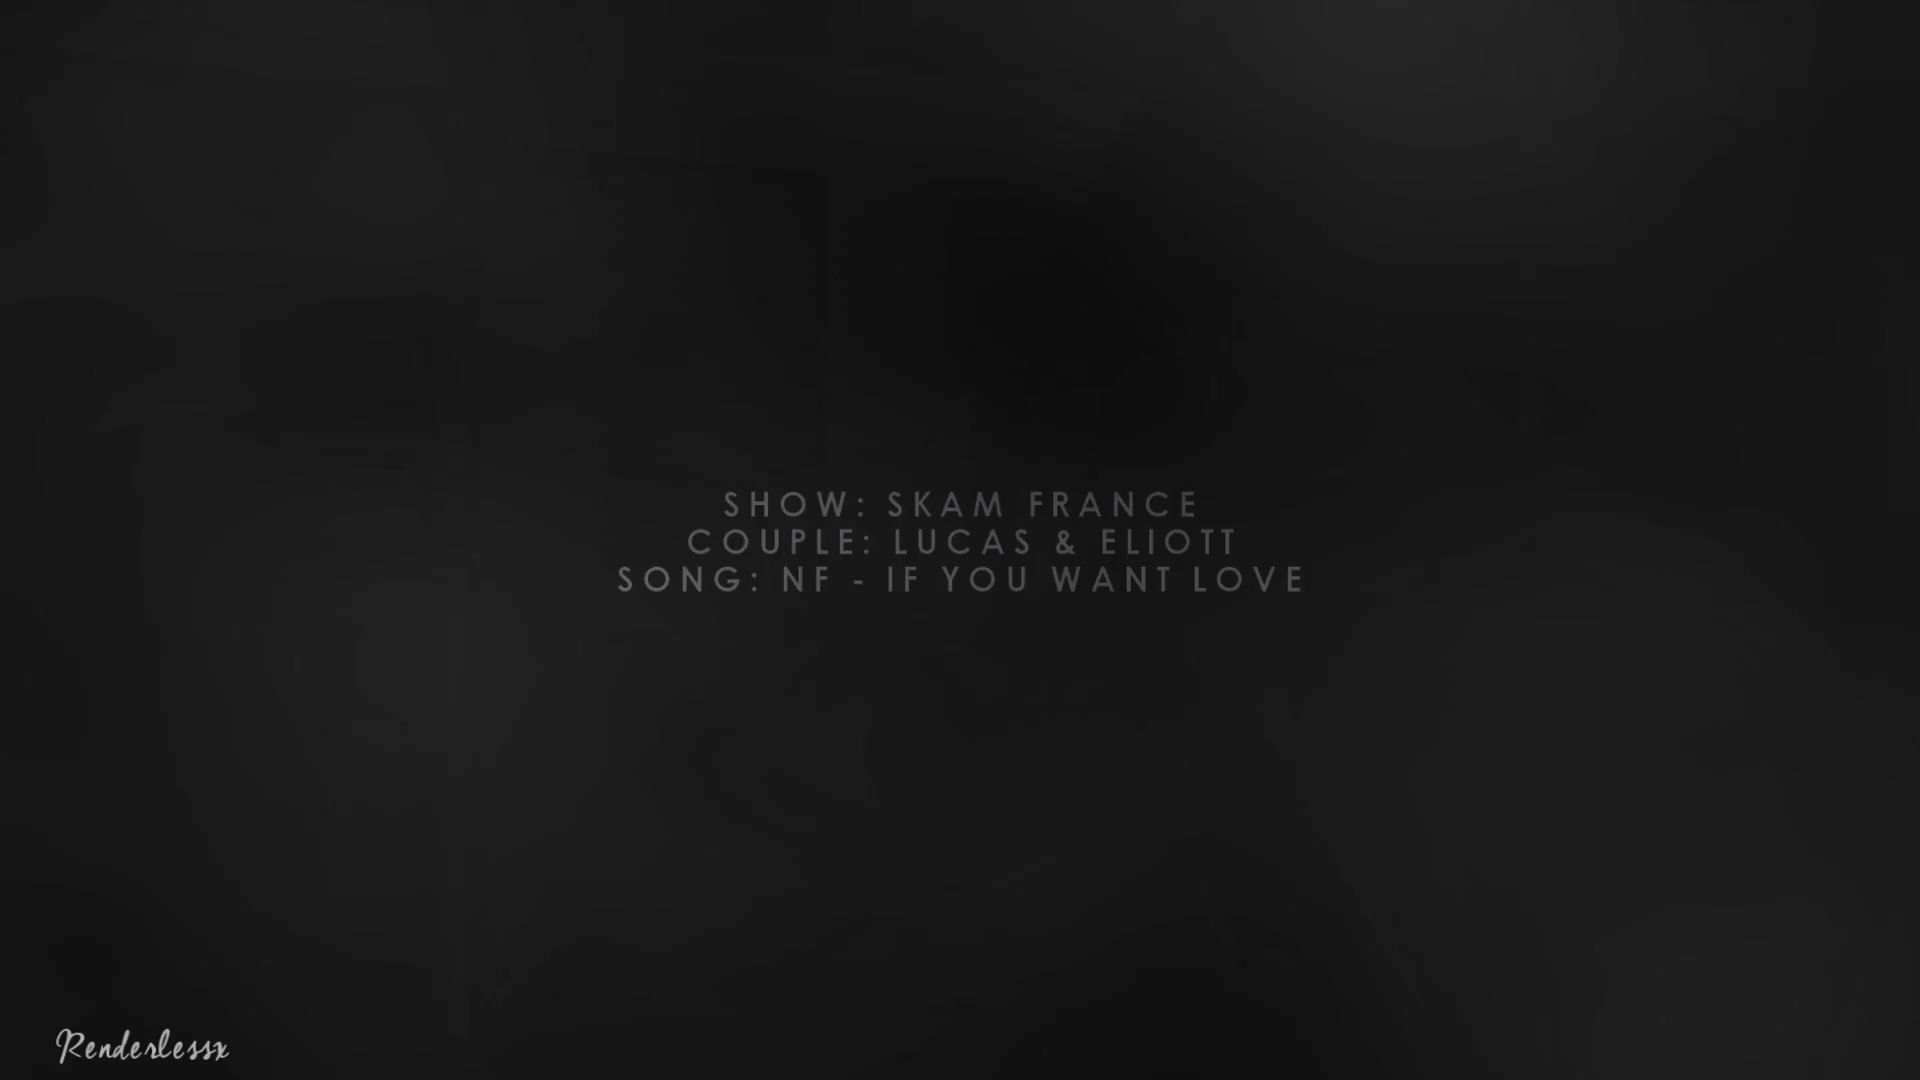 SHOW: SKAM FRANCE
COUPLE: LUCAS & ELIOTT
SONG: NF - IF YOU WANT LOVE
Renderlessx